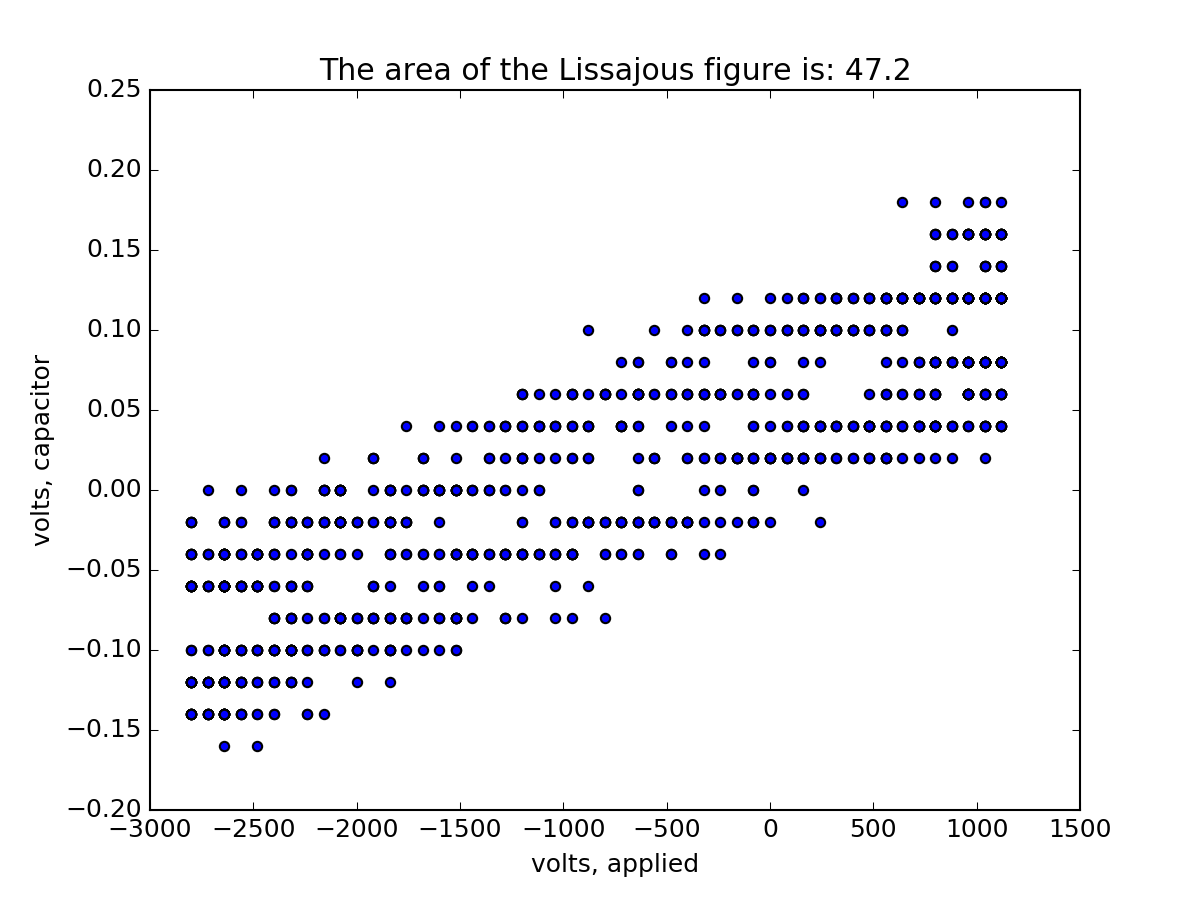 The area of the Lissajous figure is: 47.2
0.25
0.20
0.15
0.10
0.05
0.00
−0.05
−0.10
−0.15
−0.20
volts, capacitor
−3000 −2500 −2000 −1500 −1000 −500 0 500 1000 1500
volts, applied